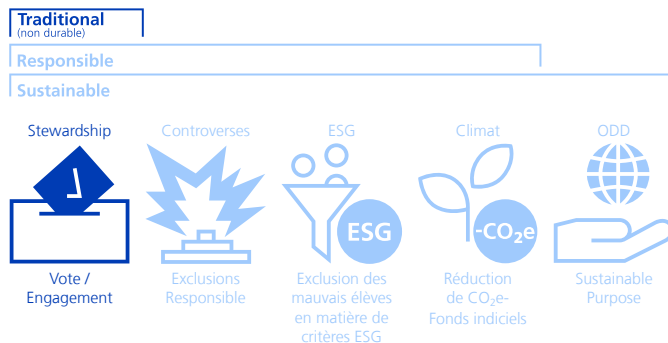 Traditional
(non durable)
Responsible
Sustainable
Stewardship
Controverses
ESG
Climat
ODD
ESG
-CO₂e
Vote /
Engagement
Exclusions
Responsible
Exclusion des
mauvais élèves
en matière de
critères ESG
Réduction
de CO₂e-
Fonds indiciels
Sustainable
Purpose